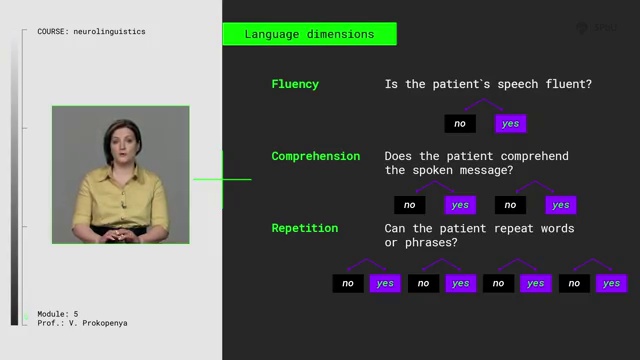 COURSE: neurolinguistics
Language dimensions
Fluency
Is the patient`s speech fluent?
no yes
Comprehension
Does the patient comprehend
the spoken message?
no yes no yes
Repetition
Can the patient repeat words
or phrases?
no yes no yes no yes no yes
Module: 5
Prof.: V. Prokopenya